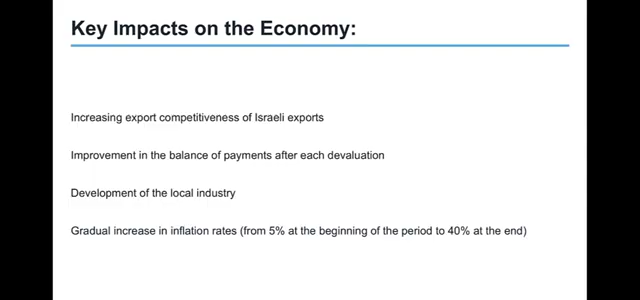 Key Impacts on the Economy:
Increasing export competitiveness of Israeli exports
Improvement in the balance of payments after each devaluation
Development of the local industry
Gradual increase in inflation rates (from 5% at the beginning of the period to 40% at the end)